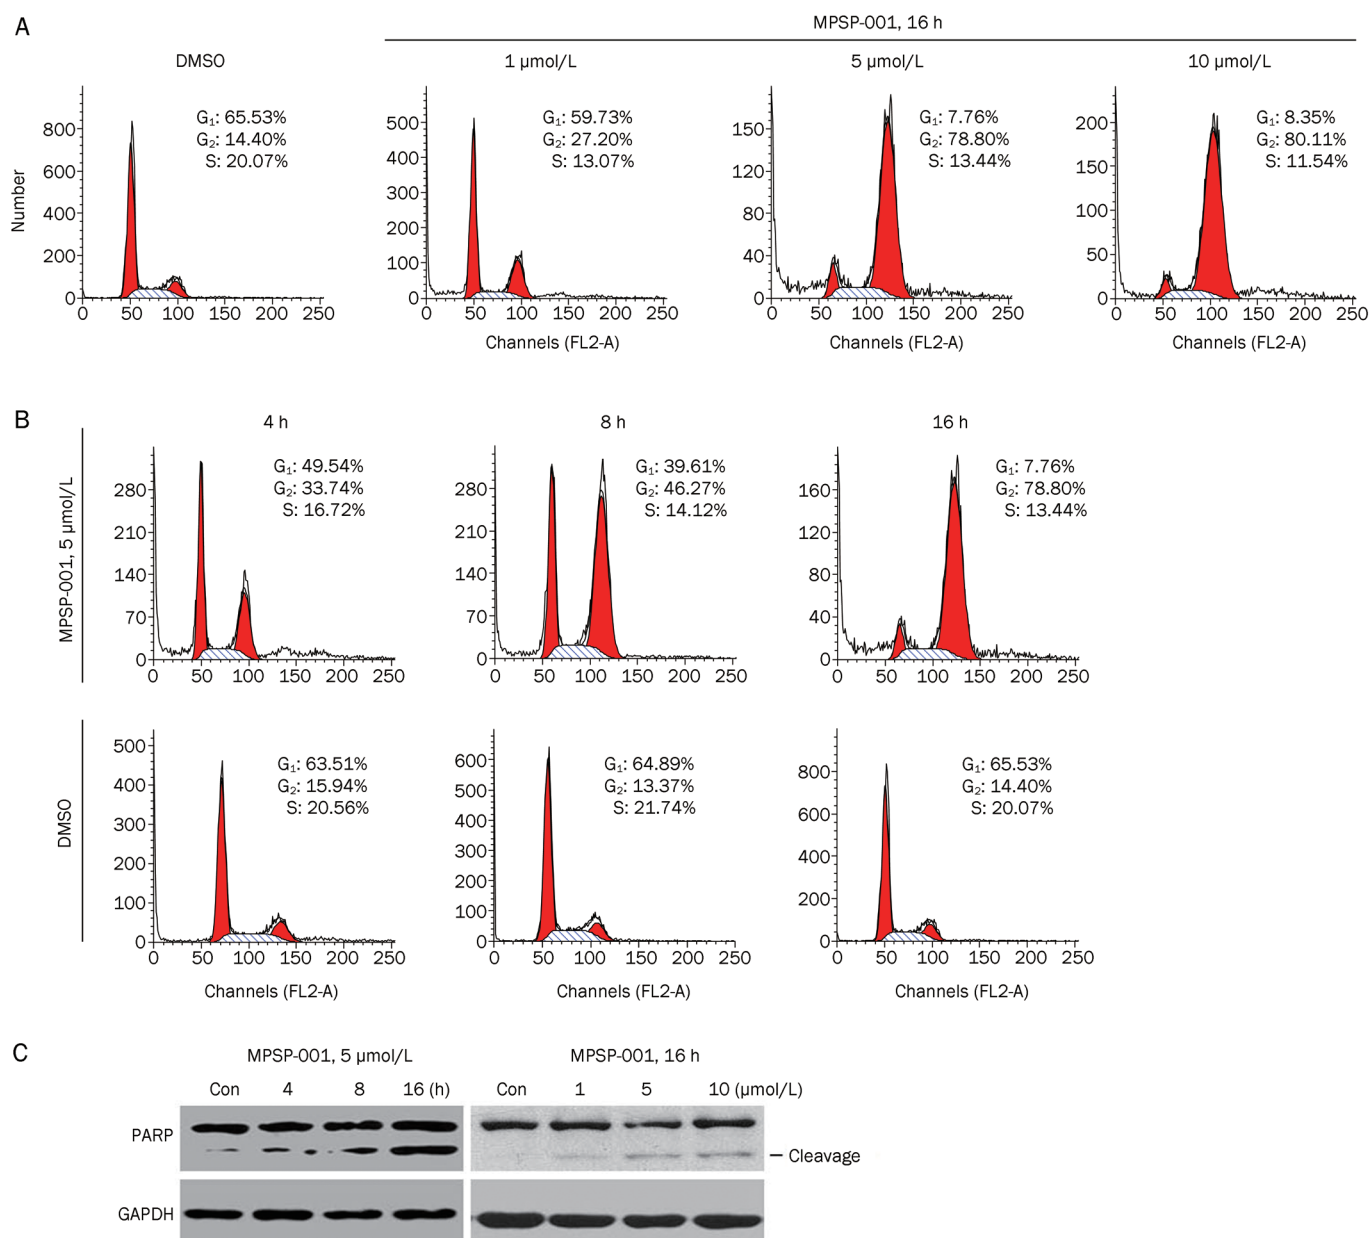 A
MPSP-001, 16 h
DMSO
1 µmol/L
5 µmol/L
10 µmol/L
Number
800
600
400
200
0
0 50 100 150 200 250
G₁: 65.53%
G₂: 14.40%
S: 20.07%
500
400
300
200
100
0
0 50 100 150 200 250
Channels (FL2-A)
G₁: 59.73%
G₂: 27.20%
S: 13.07%
150
120
80
40
0
0 50 100 150 200 250
Channels (FL2-A)
G₁: 7.76%
G₂: 78.80%
S: 13.44%
200
150
100
50
0
0 50 100 150 200 250
Channels (FL2-A)
G₁: 8.35%
G₂: 80.11%
S: 11.54%
B
4 h
8 h
16 h
MPSP-001, 5 µmol/L
280
210
140
70
0
0 50 100 150 200 250
G₁: 49.54%
G₂: 33.74%
S: 16.72%
280
210
140
70
0
0 50 100 150 200 250
G₁: 39.61%
G₂: 46.27%
S: 14.12%
160
120
80
40
0
0 50 100 150 200 250
G₁: 7.76%
G₂: 78.80%
S: 13.44%
DMSO
500
400
300
200
100
0
0 50 100 150 200 250
Channels (FL2-A)
G₁: 63.51%
G₂: 15.94%
S: 20.56%
600
500
400
300
200
100
0
0 50 100 150 200 250
Channels (FL2-A)
G₁: 64.89%
G₂: 13.37%
S: 21.74%
800
600
400
200
0
0 50 100 150 200 250
Channels (FL2-A)
G₁: 65.53%
G₂: 14.40%
S: 20.07%
C
MPSP-001, 5 µmol/L
MPSP-001, 16 h
Con 4 8 16 (h)
Con 1 5 10 (µmol/L)
PARP
Cleavage
GAPDH